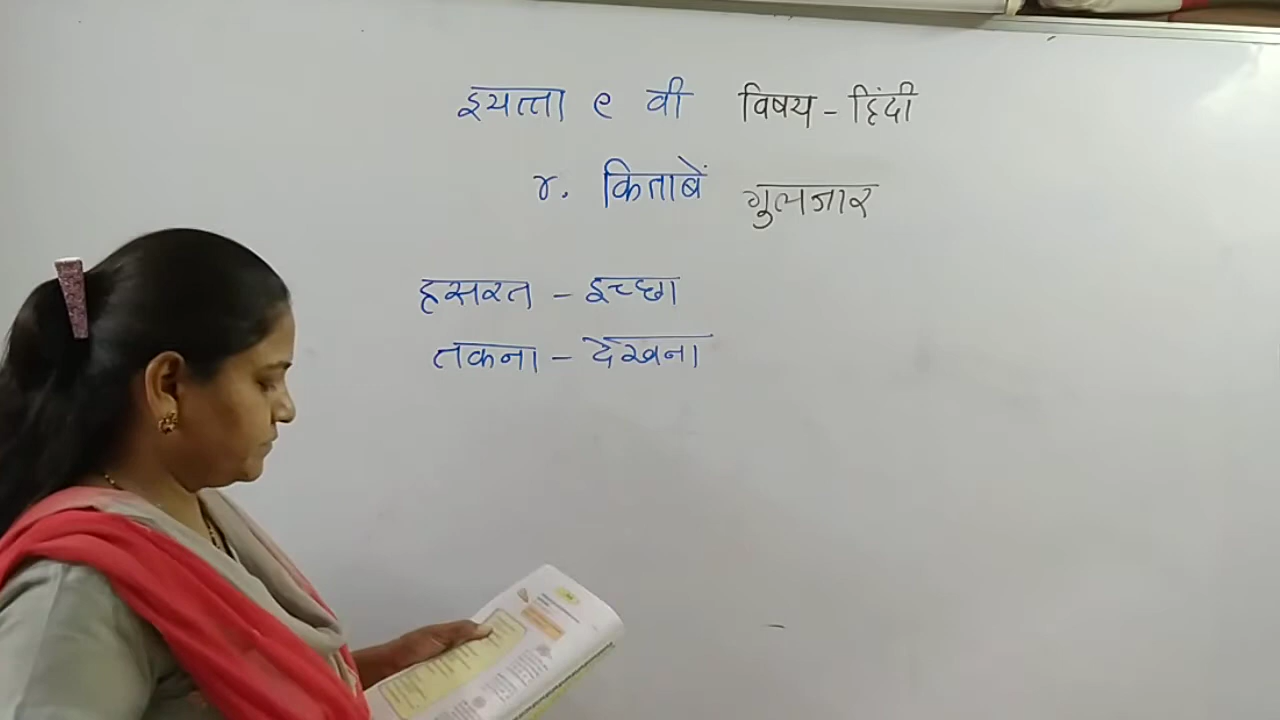 इयत्ता ९ वी विषय - हिंदी
४. किताबें गुलजार
हसरत - इच्छा
तकना - देखना